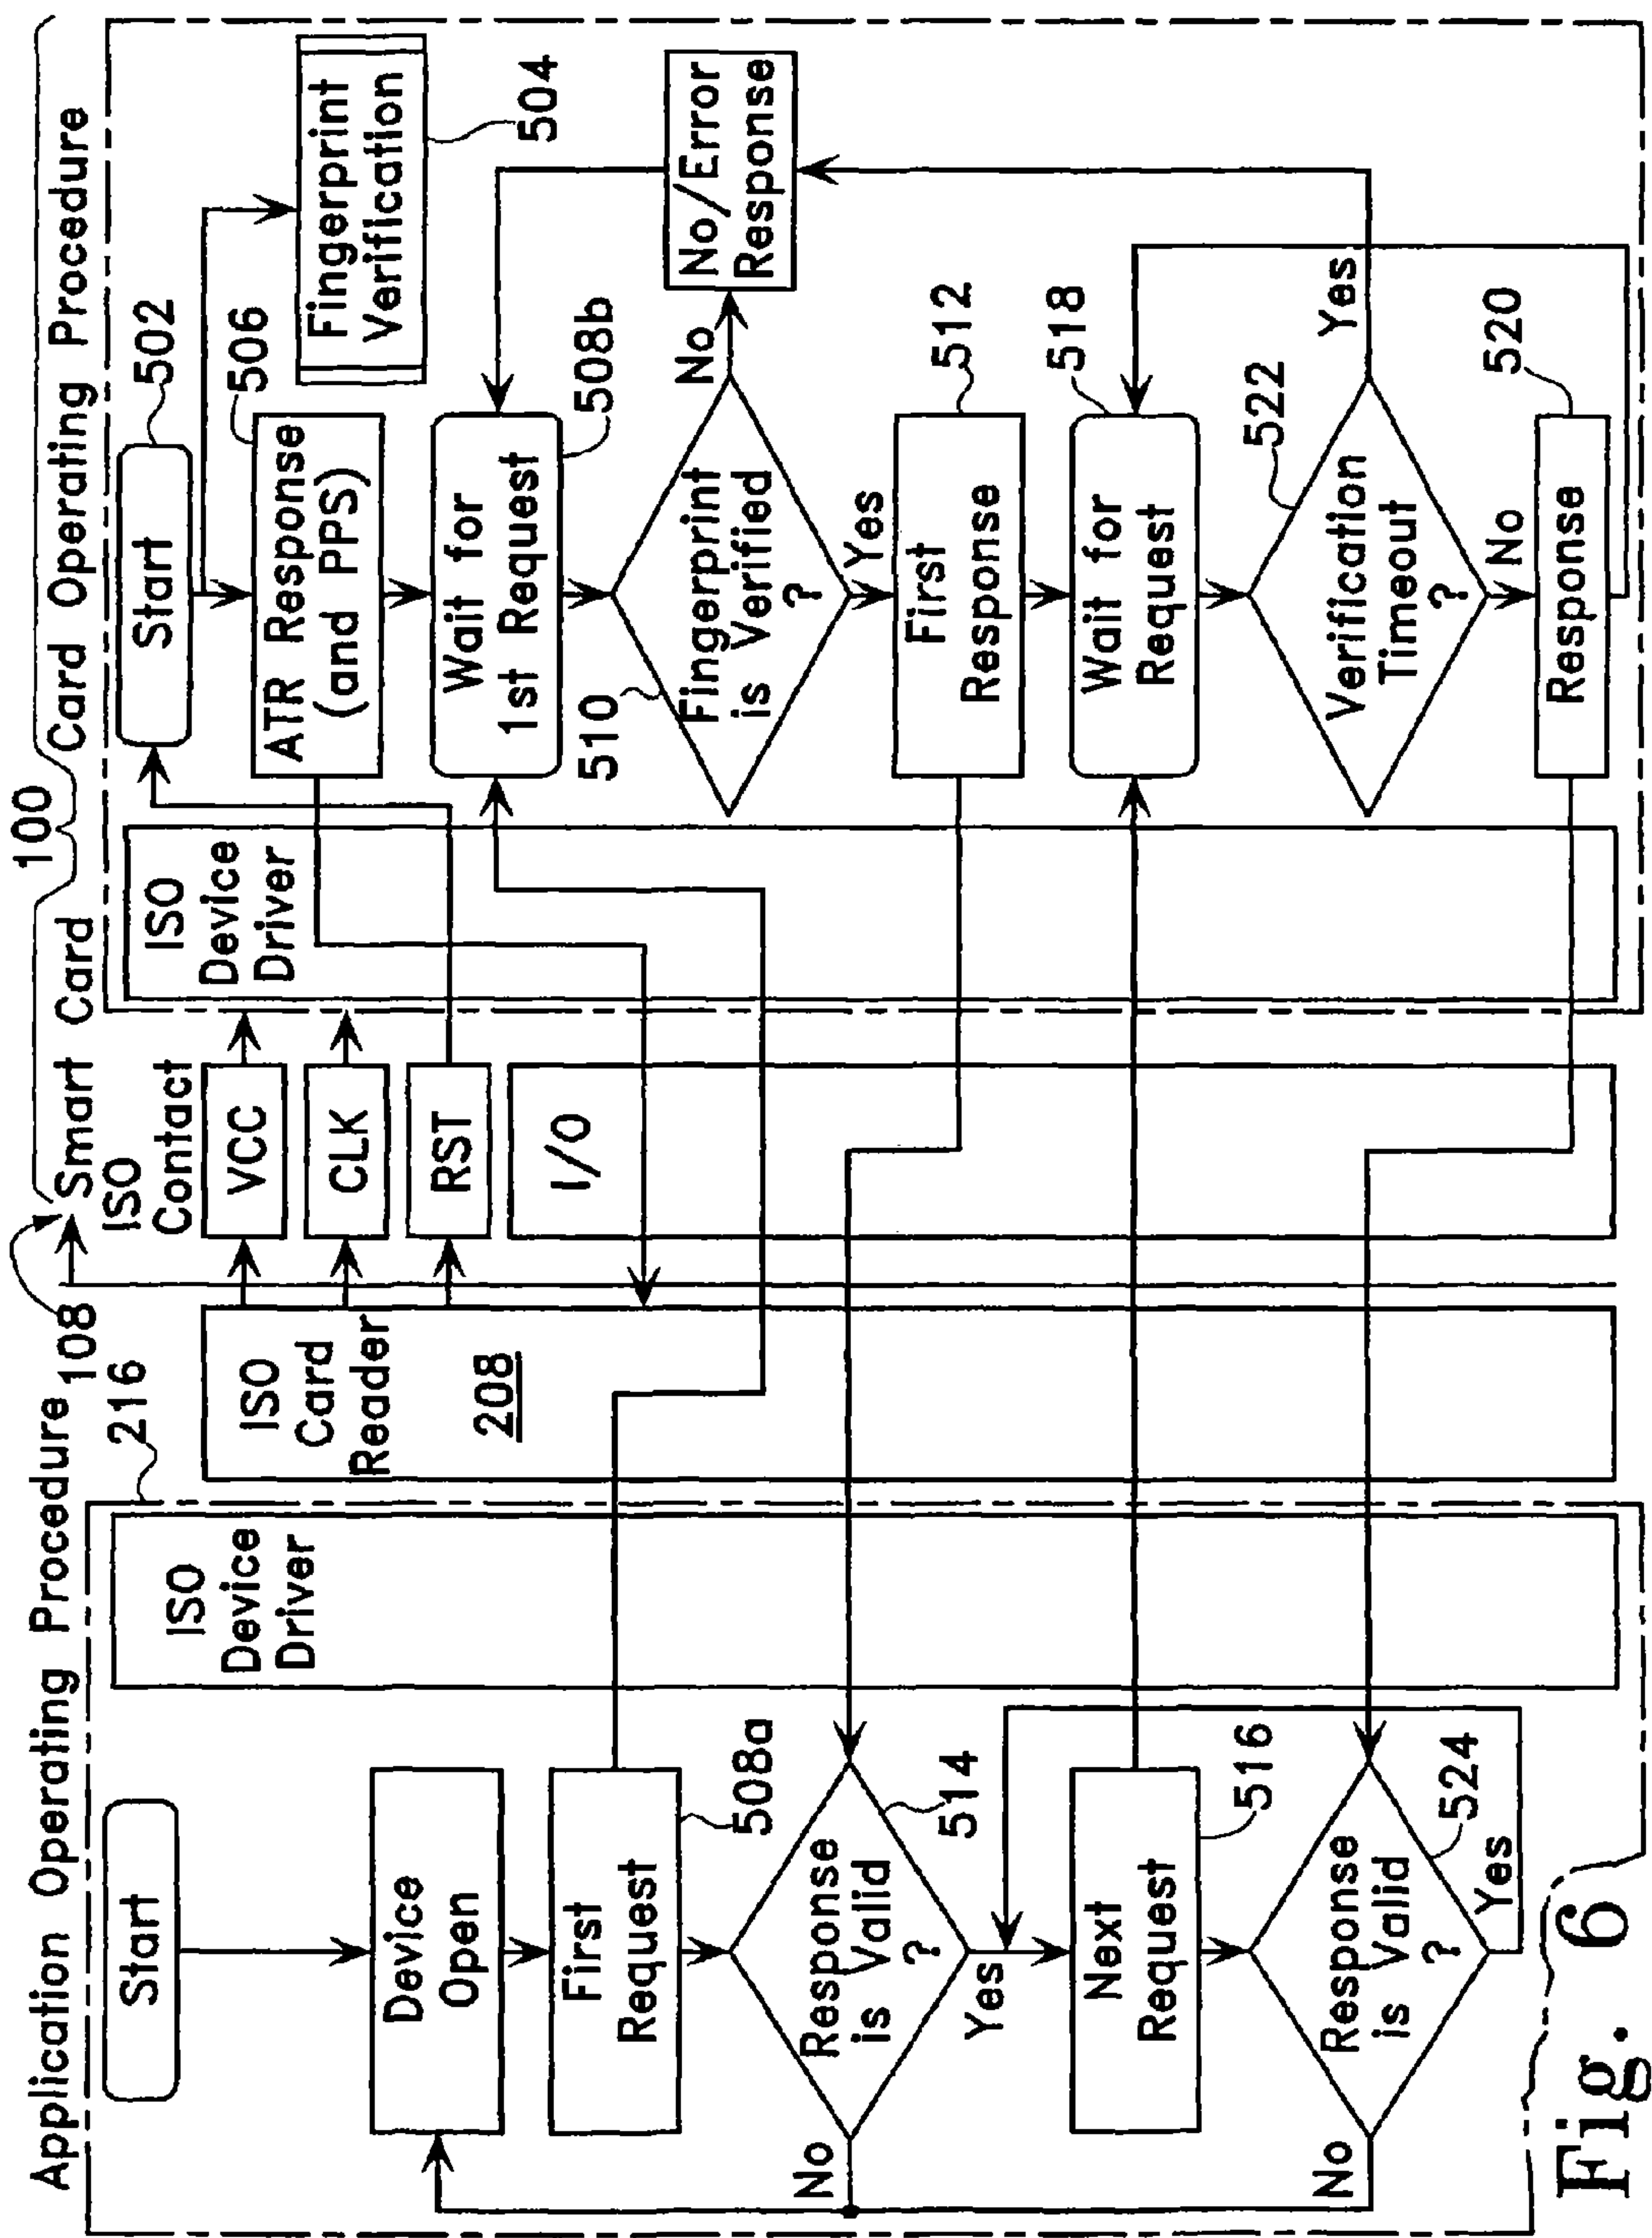 Application Operating Procedure
108
Smart Card
100
Card Operating Procedure
216
Start
Device
Open
First
Request
508a
Response
is Valid
?
514
No
Yes
Next
Request
516
Response
is Valid
?
524
No
Yes
ISO
Device
Driver
ISO
Card
Reader
208
ISO
Contact
VCC
CLK
RST
I/O
ISO
Device
Driver
Start
502
ATR Response
(and PPS)
506
Fingerprint
Verification
504
Wait for
1st Request
508b
510
Fingerprint
is Verified
?
No
Yes
No/Error
Response
First
Response
512
Wait for
Request
518
Verification
Timeout
?
522
Yes
No
Response
520
Fig. 6